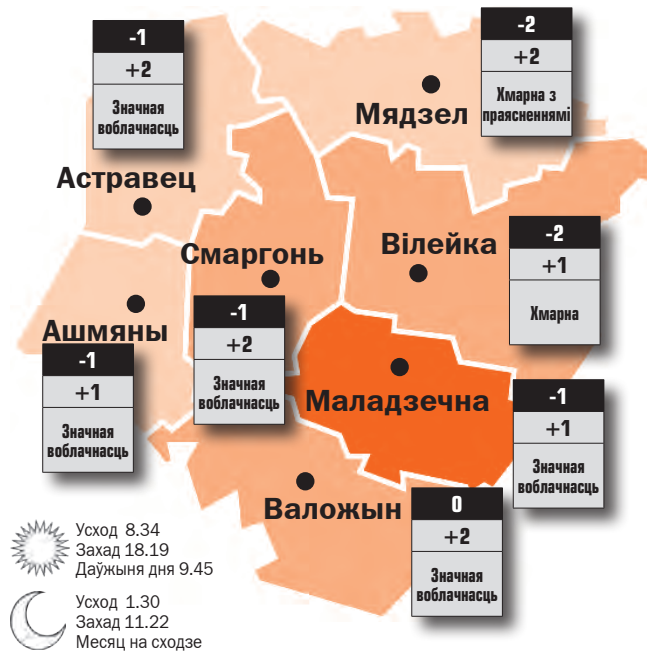 -1
+2
Значная
воблачнасць
-2
+2
Хмарна з
праясненнямі
Мядзел
Астравец
Смаргонь
Вілейка
-2
+1
Хмарна
Ашмяны
-1
+1
Значная
воблачнасць
-1
+2
Значная
воблачнасць
Маладзечна
-1
+1
Значная
воблачнасць
Валожын
0
+2
Значная
воблачнасць
Усход 8.34
Захад 18.19
Даўжыня дня 9.45
Усход 1.30
Захад 11.22
Месяц на сходзе